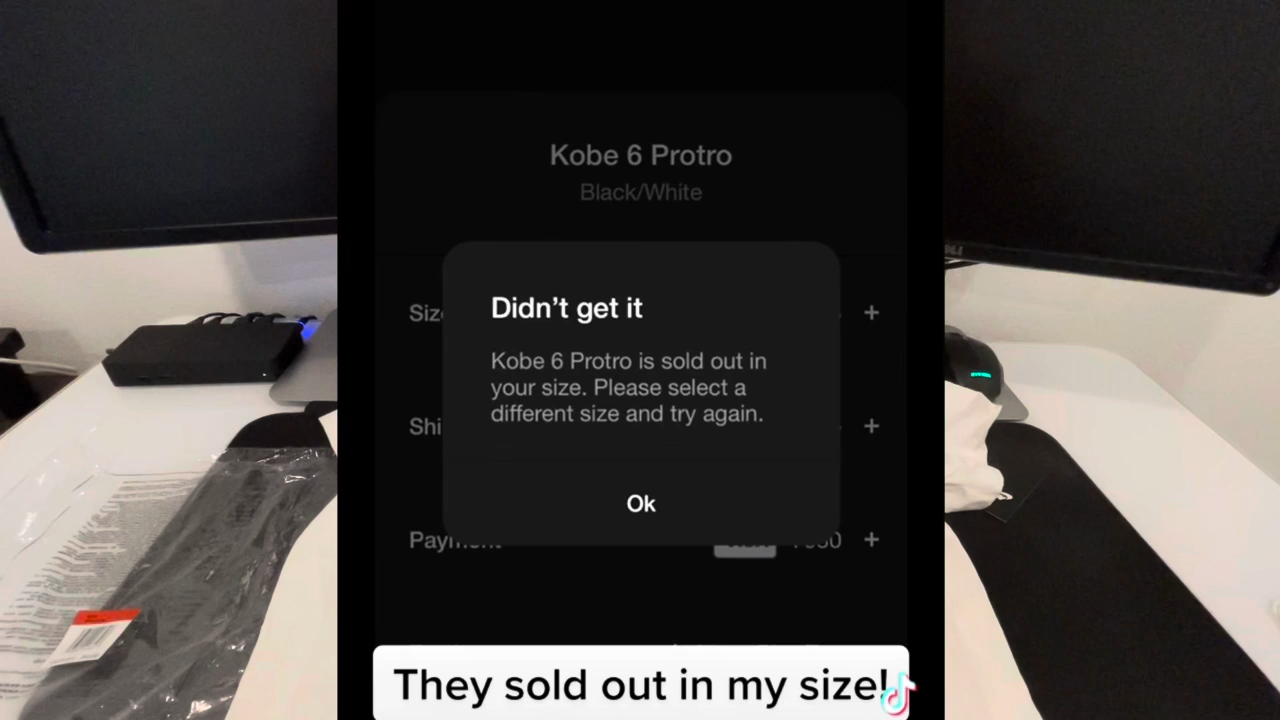 Kobe 6 Protro
Black/White
Didn’t get it
Kobe 6 Protro is sold out in
your size. Please select a
different size and try again.
Ok
Payment
They sold out in my size!